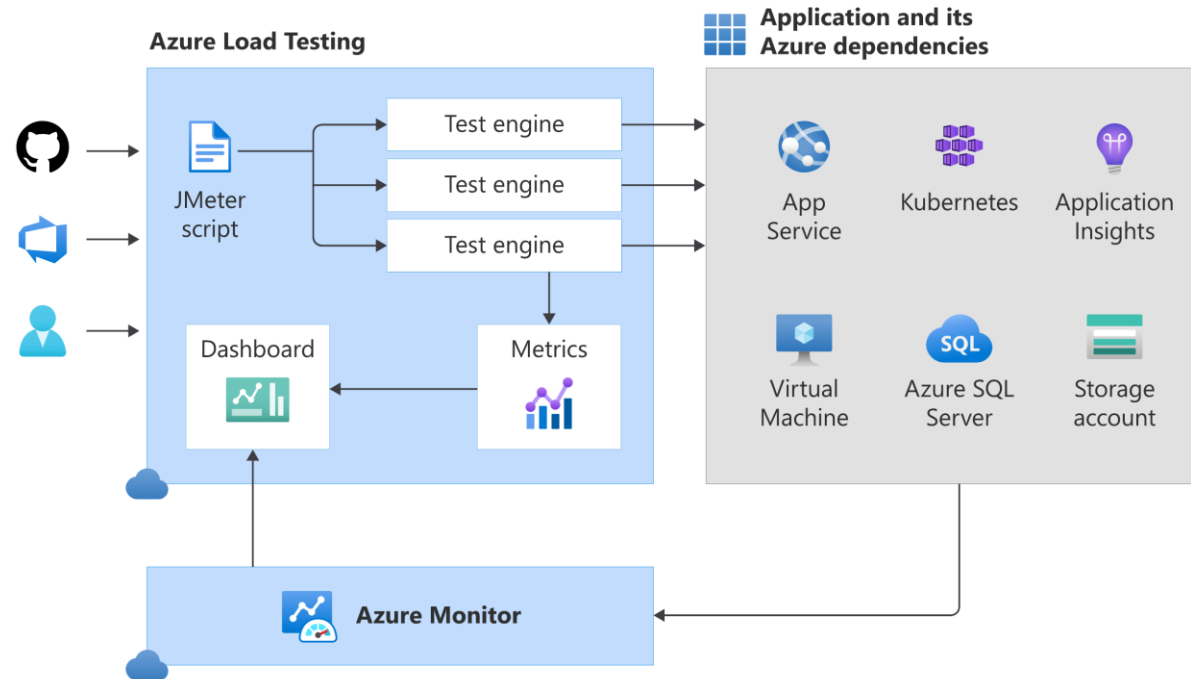 Azure Load Testing
Application and its
Azure dependencies
JMeter
script
Test engine
Test engine
Test engine
Dashboard
Metrics
App
Service
Kubernetes
Application
Insights
Virtual
Machine
SQL
Azure SQL
Server
Storage
account
Azure Monitor